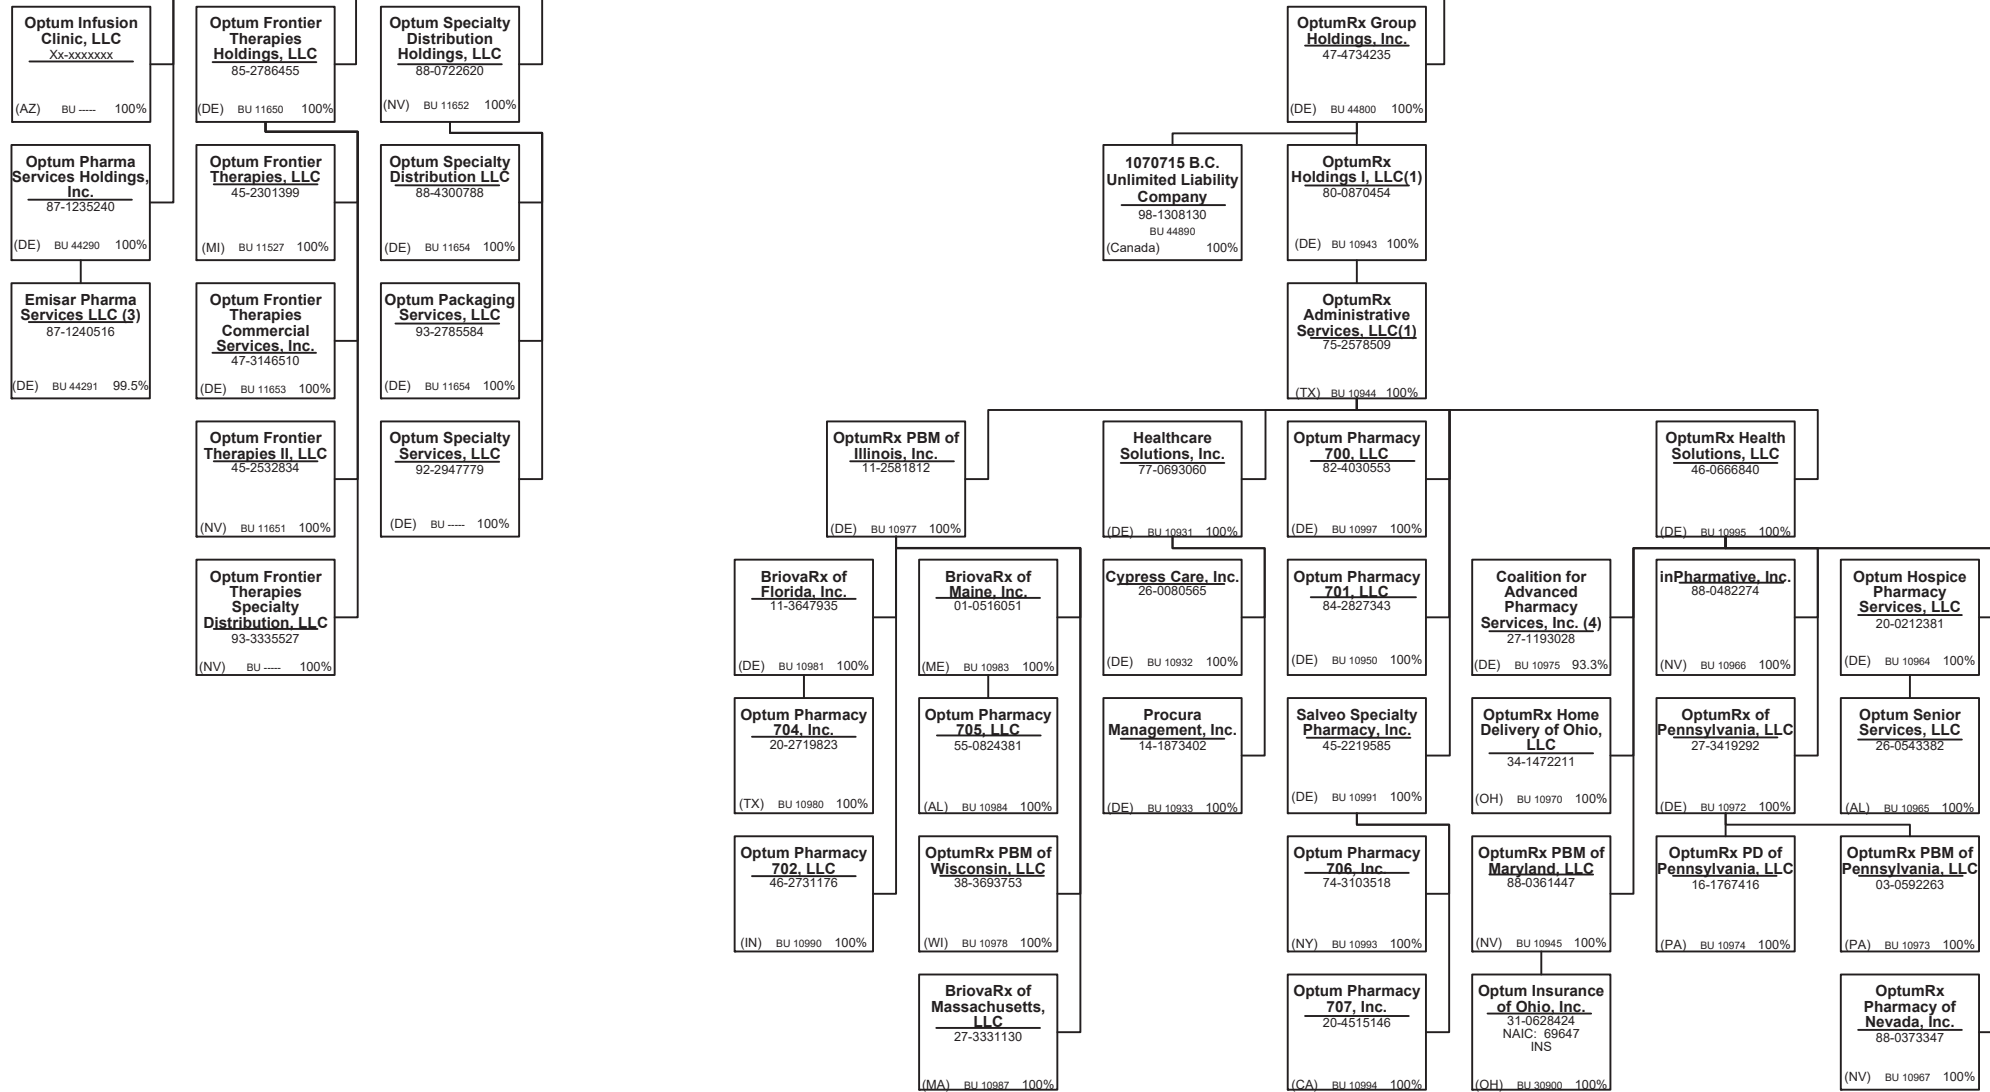 Optum Infusion
Clinic, LLC
Xx-xxxxxxx
(AZ) BU ----- 100%
Optum Frontier
Therapies
Holdings, LLC
85-2786455
(DE) BU 11650 100%
Optum Specialty
Distribution
Holdings, LLC
88-0722620
(NV) BU 11652 100%
OptumRx Group
Holdings, Inc.
47-4734235
(DE) BU 44800 100%
Optum Pharma
Services Holdings,
Inc.
87-1235240
(DE) BU 44290 100%
Optum Frontier
Therapies, LLC
45-2301399
(MI) BU 11527 100%
Optum Specialty
Distribution LLC
88-4300788
(DE) BU 11654 100%
1070715 B.C.
Unlimited Liability
Company
98-1308130
BU 44890
(Canada) 100%
OptumRx
Holdings I, LLC(1)
80-0870454
(DE) BU 10943 100%
Emisar Pharma
Services LLC (3)
87-1240516
(DE) BU 44291 99.5%
Optum Frontier
Therapies
Commercial
Services, Inc.
47-3146510
(DE) BU 11653 100%
Optum Packaging
Services, LLC
93-2785584
(DE) BU 11654 100%
OptumRx
Administrative
Services, LLC(1)
75-2578509
(TX) BU 10944 100%
Optum Frontier
Therapies II, LLC
45-2532834
(NV) BU 11651 100%
Optum Specialty
Services, LLC
92-2947779
(DE) BU ----- 100%
OptumRx PBM of
Illinois, Inc.
11-2581812
(DE) BU 10977 100%
Healthcare
Solutions, Inc.
77-0693060
(DE) BU 10931 100%
Optum Pharmacy
700, LLC
82-4030553
(DE) BU 10997 100%
OptumRx Health
Solutions, LLC
46-0666840
(DE) BU 10995 100%
Optum Frontier
Therapies
Specialty
Distribution, LLC
93-3335527
(NV) BU ----- 100%
BriovaRx of
Florida, Inc.
11-3647935
(DE) BU 10981 100%
BriovaRx of
Maine, Inc.
01-0516051
(ME) BU 10983 100%
Cypress Care, Inc.
26-0080565
(DE) BU 10932 100%
Optum Pharmacy
701, LLC
84-2827343
(DE) BU 10950 100%
Coalition for
Advanced
Pharmacy
Services, Inc. (4)
27-1193028
(DE) BU 10975 93.3%
inPharmative, Inc.
88-0482274
(NV) BU 10966 100%
Optum Hospice
Pharmacy
Services, LLC
20-0212381
(DE) BU 10964 100%
Optum Pharmacy
704, Inc.
20-2719823
(TX) BU 10980 100%
Optum Pharmacy
705, LLC
55-0824381
(AL) BU 10984 100%
Procura
Management, Inc.
14-1873402
(DE) BU 10933 100%
Salveo Specialty
Pharmacy, Inc.
45-2219585
(DE) BU 10991 100%
OptumRx Home
Delivery of Ohio,
LLC
34-1472211
(OH) BU 10970 100%
OptumRx of
Pennsylvania, LLC
27-3419292
(DE) BU 10972 100%
Optum Senior
Services, LLC
26-0543382
(AL) BU 10965 100%
Optum Pharmacy
702, LLC
46-2731176
(IN) BU 10990 100%
OptumRx PBM of
Wisconsin, LLC
38-3693753
(WI) BU 10978 100%
Optum Pharmacy
706, Inc.
74-3103518
(NY) BU 10993 100%
OptumRx PBM of
Maryland, LLC
88-0361447
(NV) BU 10945 100%
OptumRx PD of
Pennsylvania, LLC
16-1767416
(PA) BU 10974 100%
OptumRx PBM of
Pennsylvania, LLC
03-0592263
(PA) BU 10973 100%
BriovaRx of
Massachusetts,
LLC
27-3331130
(MA) BU 10987 100%
Optum Pharmacy
707, Inc.
20-4515146
(CA) BU 10994 100%
Optum Insurance
of Ohio, Inc.
31-0628424
NAIC: 69647
INS
(OH) BU 30900 100%
OptumRx
Pharmacy of
Nevada, Inc.
88-0373347
(NV) BU 10967 100%